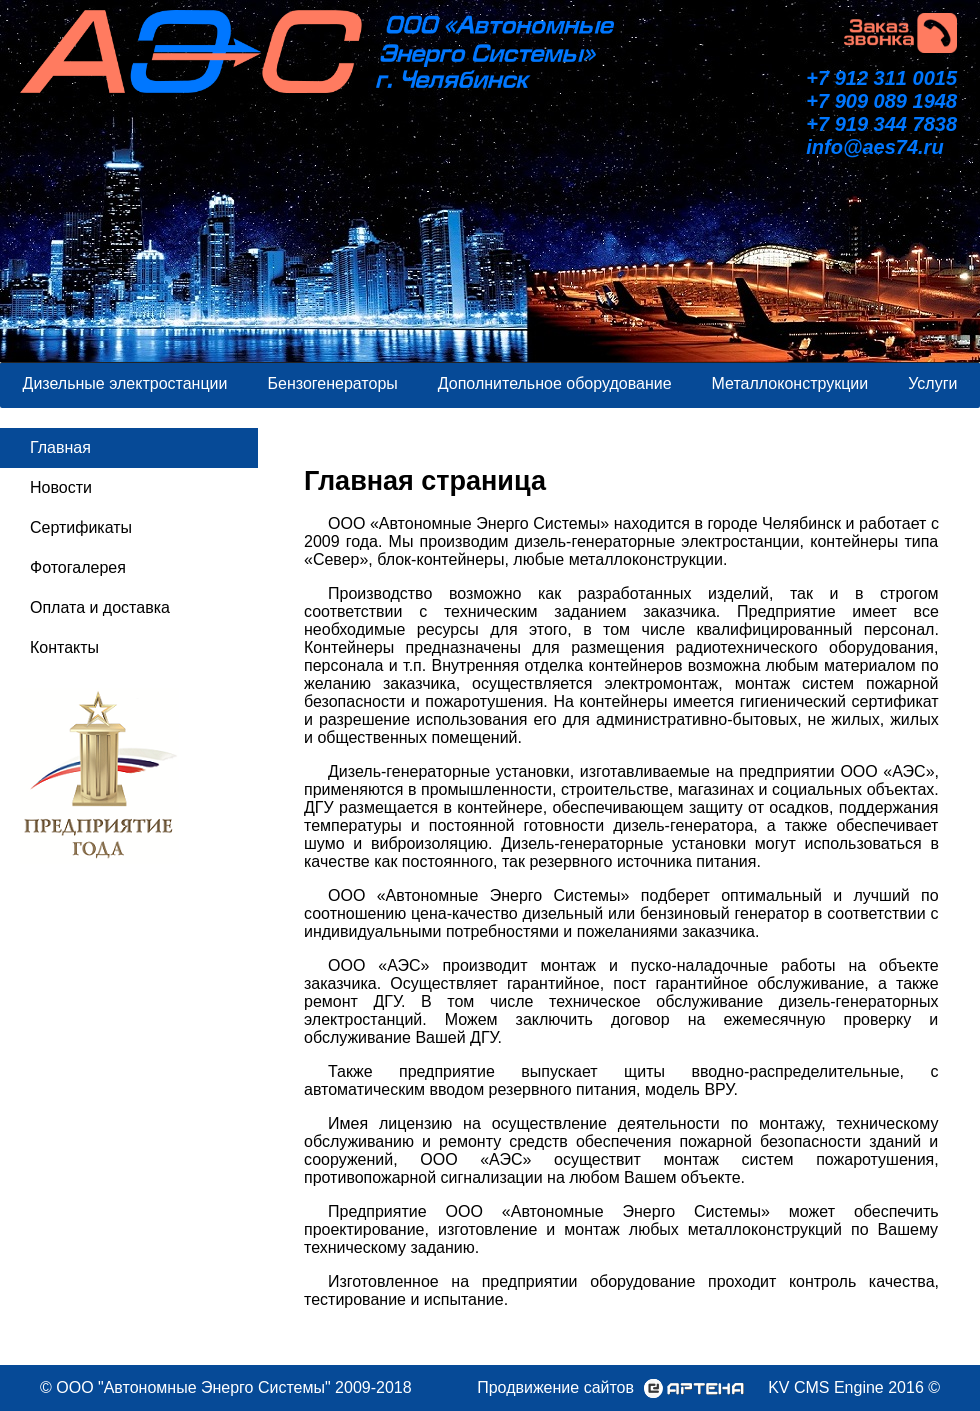 АЭС
ООО «Автономные
Энерго Системы»
г. Челябинск
Заказ
звонка
+7 912 311 0015
+7 909 089 1948
+7 919 344 7838
info@aes74.ru
Дизельные электростанции Бензогенераторы Дополнительное оборудование Металлоконструкции Услуги
Главная
Новости
Сертификаты
Фотогалерея
Оплата и доставка
Контакты
ПРЕДПРИЯТИЕ
ГОДА
Главная страница
ООО «Автономные Энерго Системы» находится в городе Челябинск и работает с
2009 года. Мы производим дизель-генераторные электростанции, контейнеры типа
«Север», блок-контейнеры, любые металлоконструкции.
Производство возможно как разработанных изделий, так и в строгом
соответствии с техническим заданием заказчика. Предприятие имеет все
необходимые ресурсы для этого, в том числе квалифицированный персонал.
Контейнеры предназначены для размещения радиотехнического оборудования,
персонала и т.п. Внутренняя отделка контейнеров возможна любым материалом по
желанию заказчика, осуществляется электромонтаж, монтаж систем пожарной
безопасности и пожаротушения. На контейнеры имеется гигиенический сертификат
и разрешение использования его для административно-бытовых, не жилых, жилых
и общественных помещений.
Дизель-генераторные установки, изготавливаемые на предприятии ООО «АЭС»,
применяются в промышленности, строительстве, магазинах и социальных объектах.
ДГУ размещается в контейнере, обеспечивающем защиту от осадков, поддержания
температуры и постоянной готовности дизель-генератора, а также обеспечивает
шумо и виброизоляцию. Дизель-генераторные установки могут использоваться в
качестве как постоянного, так резервного источника питания.
ООО «Автономные Энерго Системы» подберет оптимальный и лучший по
соотношению цена-качество дизельный или бензиновый генератор в соответствии с
индивидуальными потребностями и пожеланиями заказчика.
ООО «АЭС» производит монтаж и пуско-наладочные работы на объекте
заказчика. Осуществляет гарантийное, пост гарантийное обслуживание, а также
ремонт ДГУ. В том числе техническое обслуживание дизель-генераторных
электростанций. Можем заключить договор на ежемесячную проверку и
обслуживание Вашей ДГУ.
Также предприятие выпускает щиты вводно-распределительные, с
автоматическим вводом резервного питания, модель ВРУ.
Имея лицензию на осуществление деятельности по монтажу, техническому
обслуживанию и ремонту средств обеспечения пожарной безопасности зданий и
сооружений, ООО «АЭС» осуществит монтаж систем пожаротушения,
противопожарной сигнализации на любом Вашем объекте.
Предприятие ООО «Автономные Энерго Системы» может обеспечить
проектирование, изготовление и монтаж любых металлоконструкций по Вашему
техническому заданию.
Изготовленное на предприятии оборудование проходит контроль качества,
тестирование и испытание.
© ООО "Автономные Энерго Системы" 2009-2018 Продвижение сайтов АРТЕНА KV CMS Engine 2016 ©